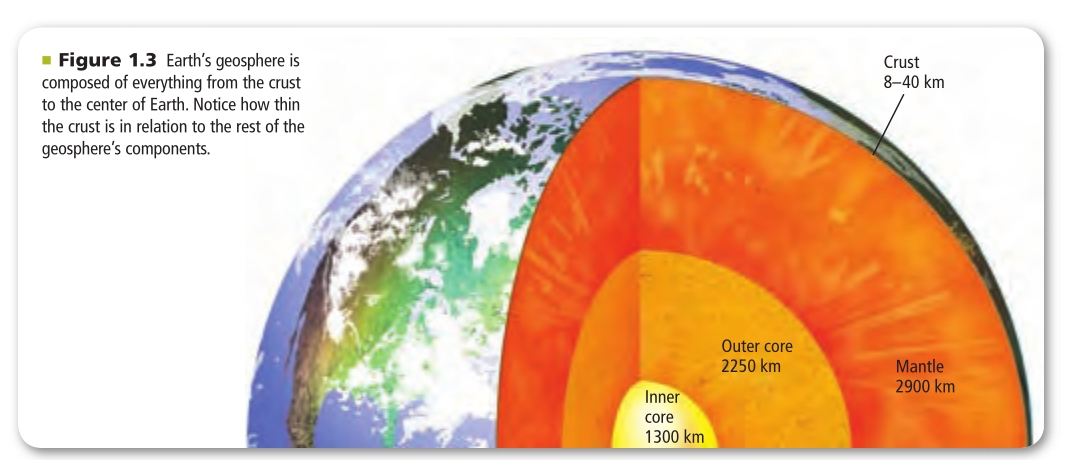 Figure 1.3 Earth's geosphere is
composed of everything from the crust
to the center of Earth. Notice how thin
the crust is in relation to the rest of the
geosphere's components.
Crust
8–40 km
Outer core
2250 km
Mantle
2900 km
Inner
core
1300 km